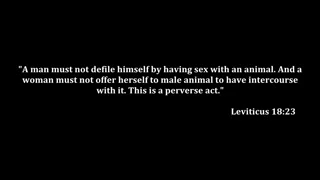 "A man must not defile himself by having sex with an animal. And a
woman must not offer herself to male animal to have intercourse
with it. This is a perverse act."
Leviticus 18:23